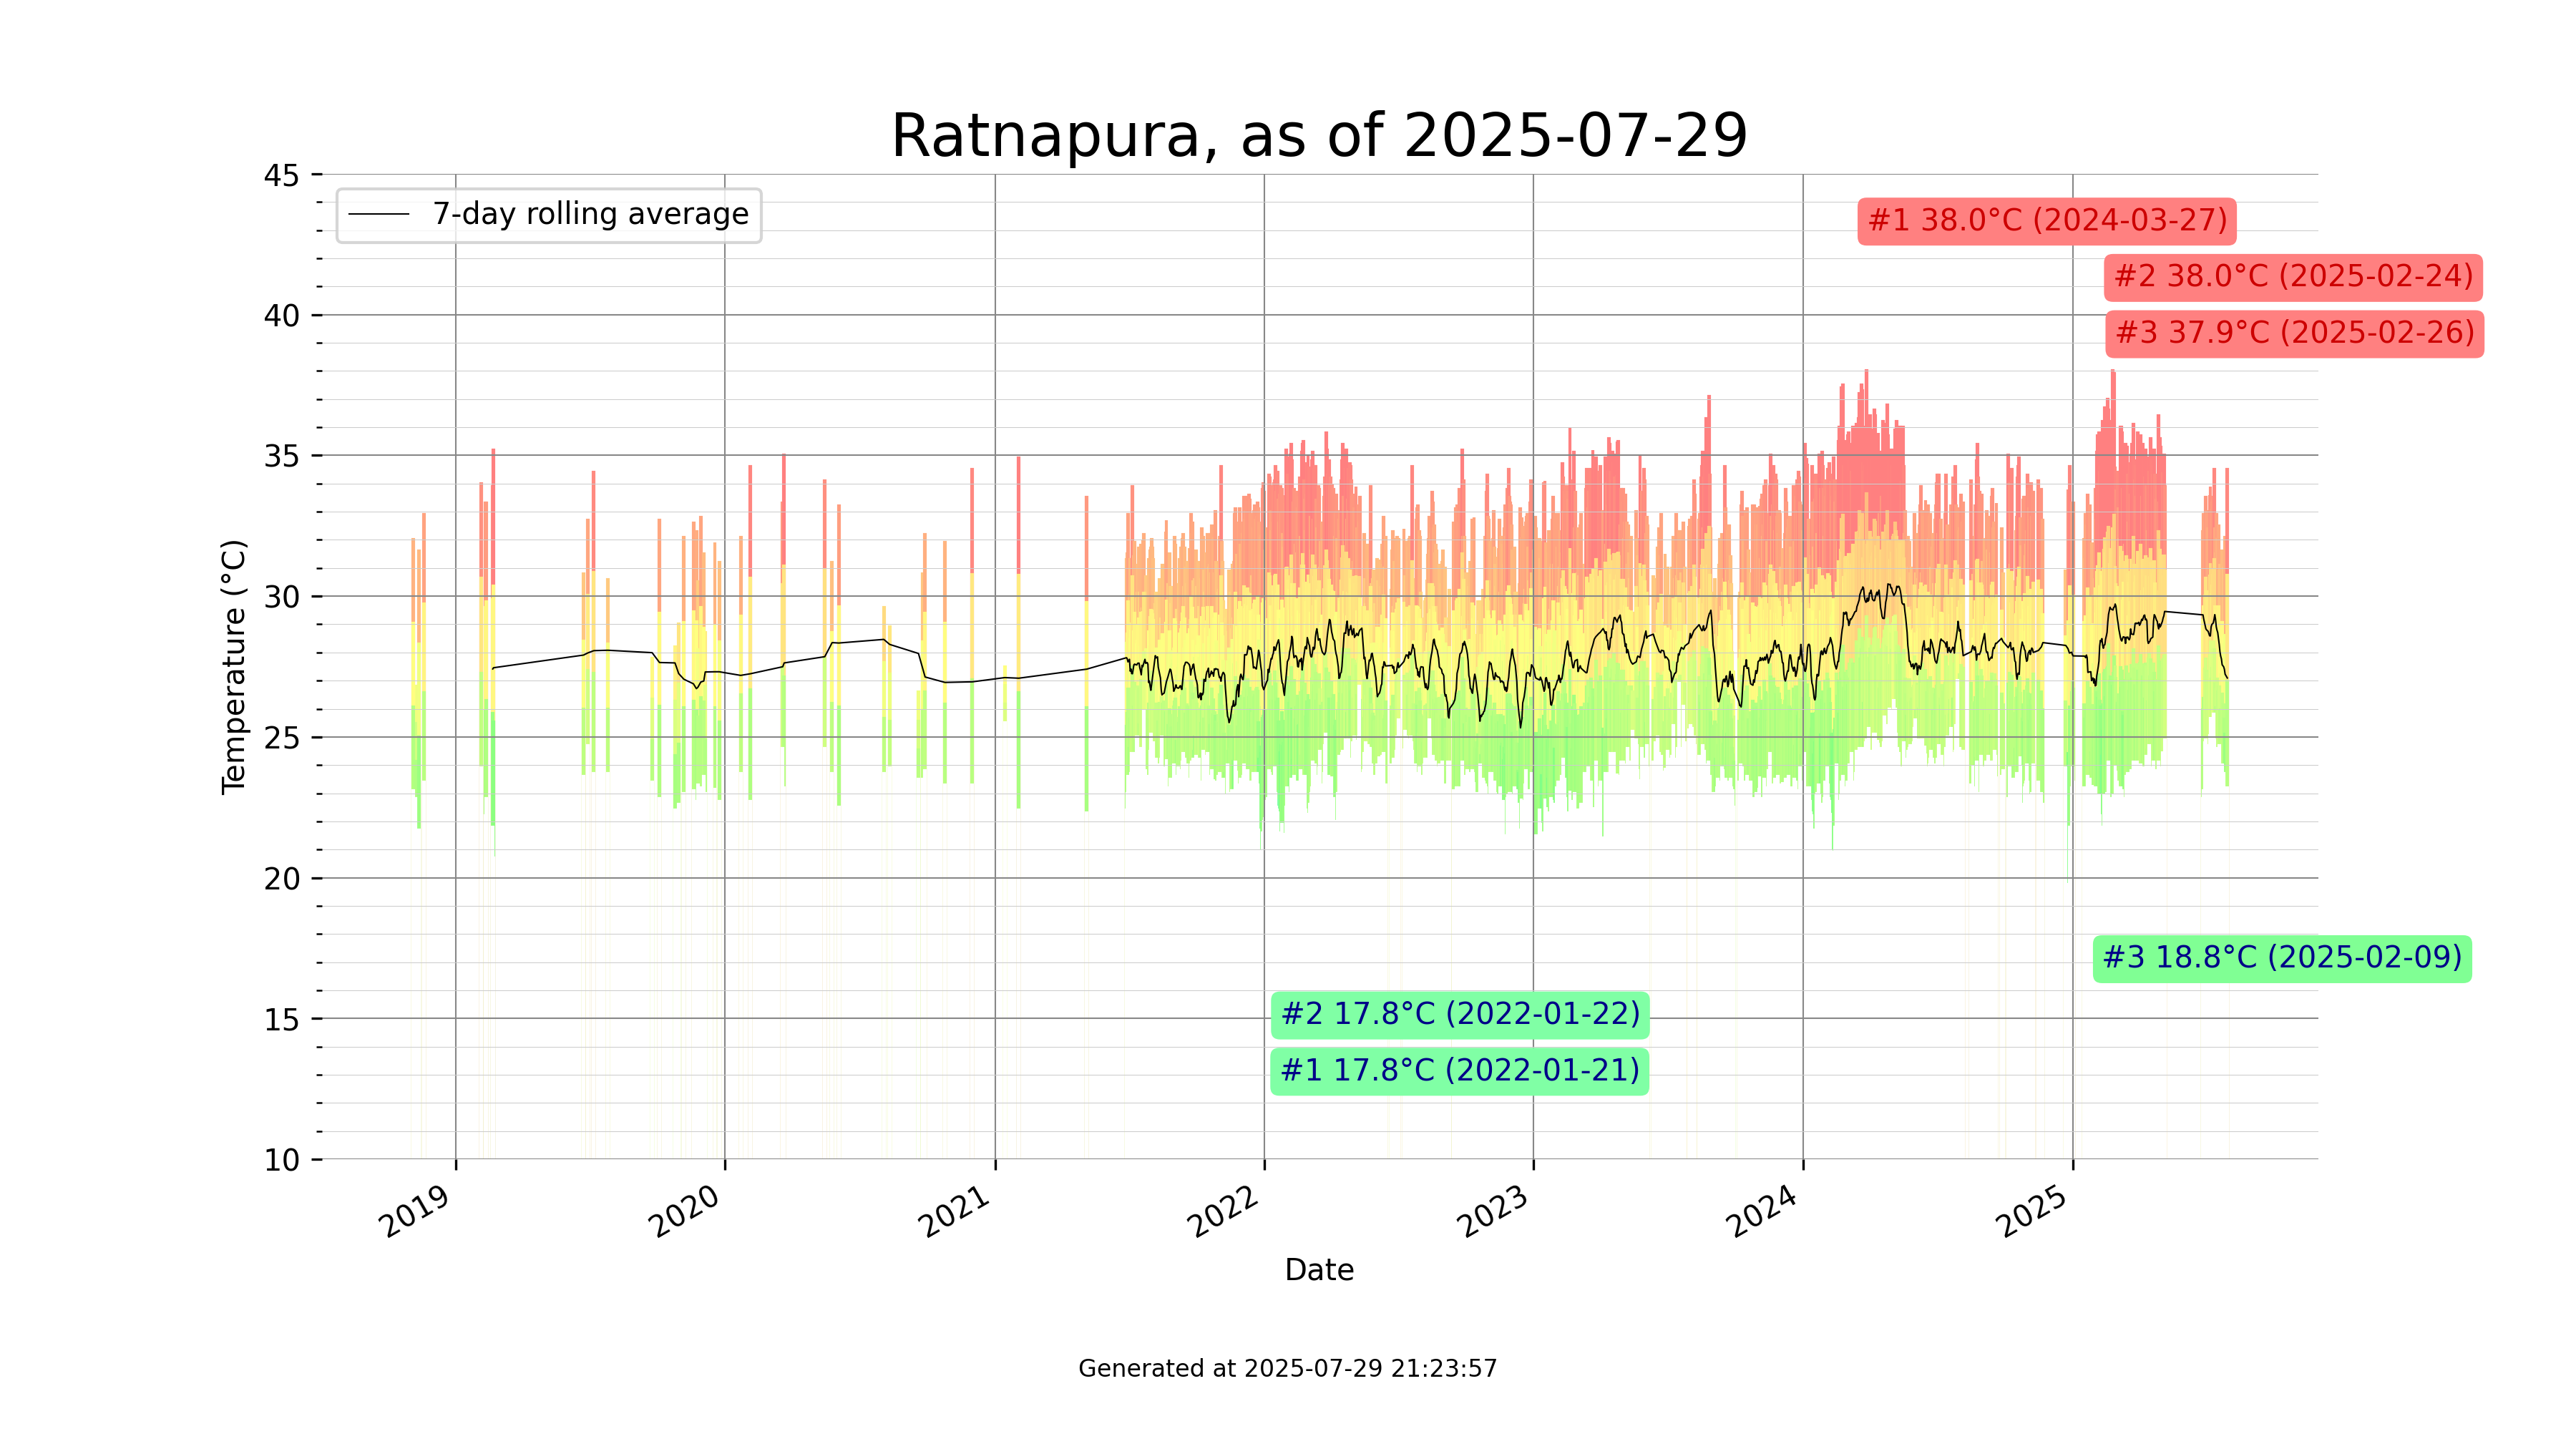 Ratnapura, as of 2025-07-29
7-day rolling average
#1 38.0°C (2024-03-27)
#2 38.0°C (2025-02-24)
#3 37.9°C (2025-02-26)
#3 18.8°C (2025-02-09)
#2 17.8°C (2022-01-22)
#1 17.8°C (2022-01-21)
Temperature (°C)
45
40
35
30
25
20
15
10
2019
2020
2021
2022
2023
2024
2025
Date
Generated at 2025-07-29 21:23:57